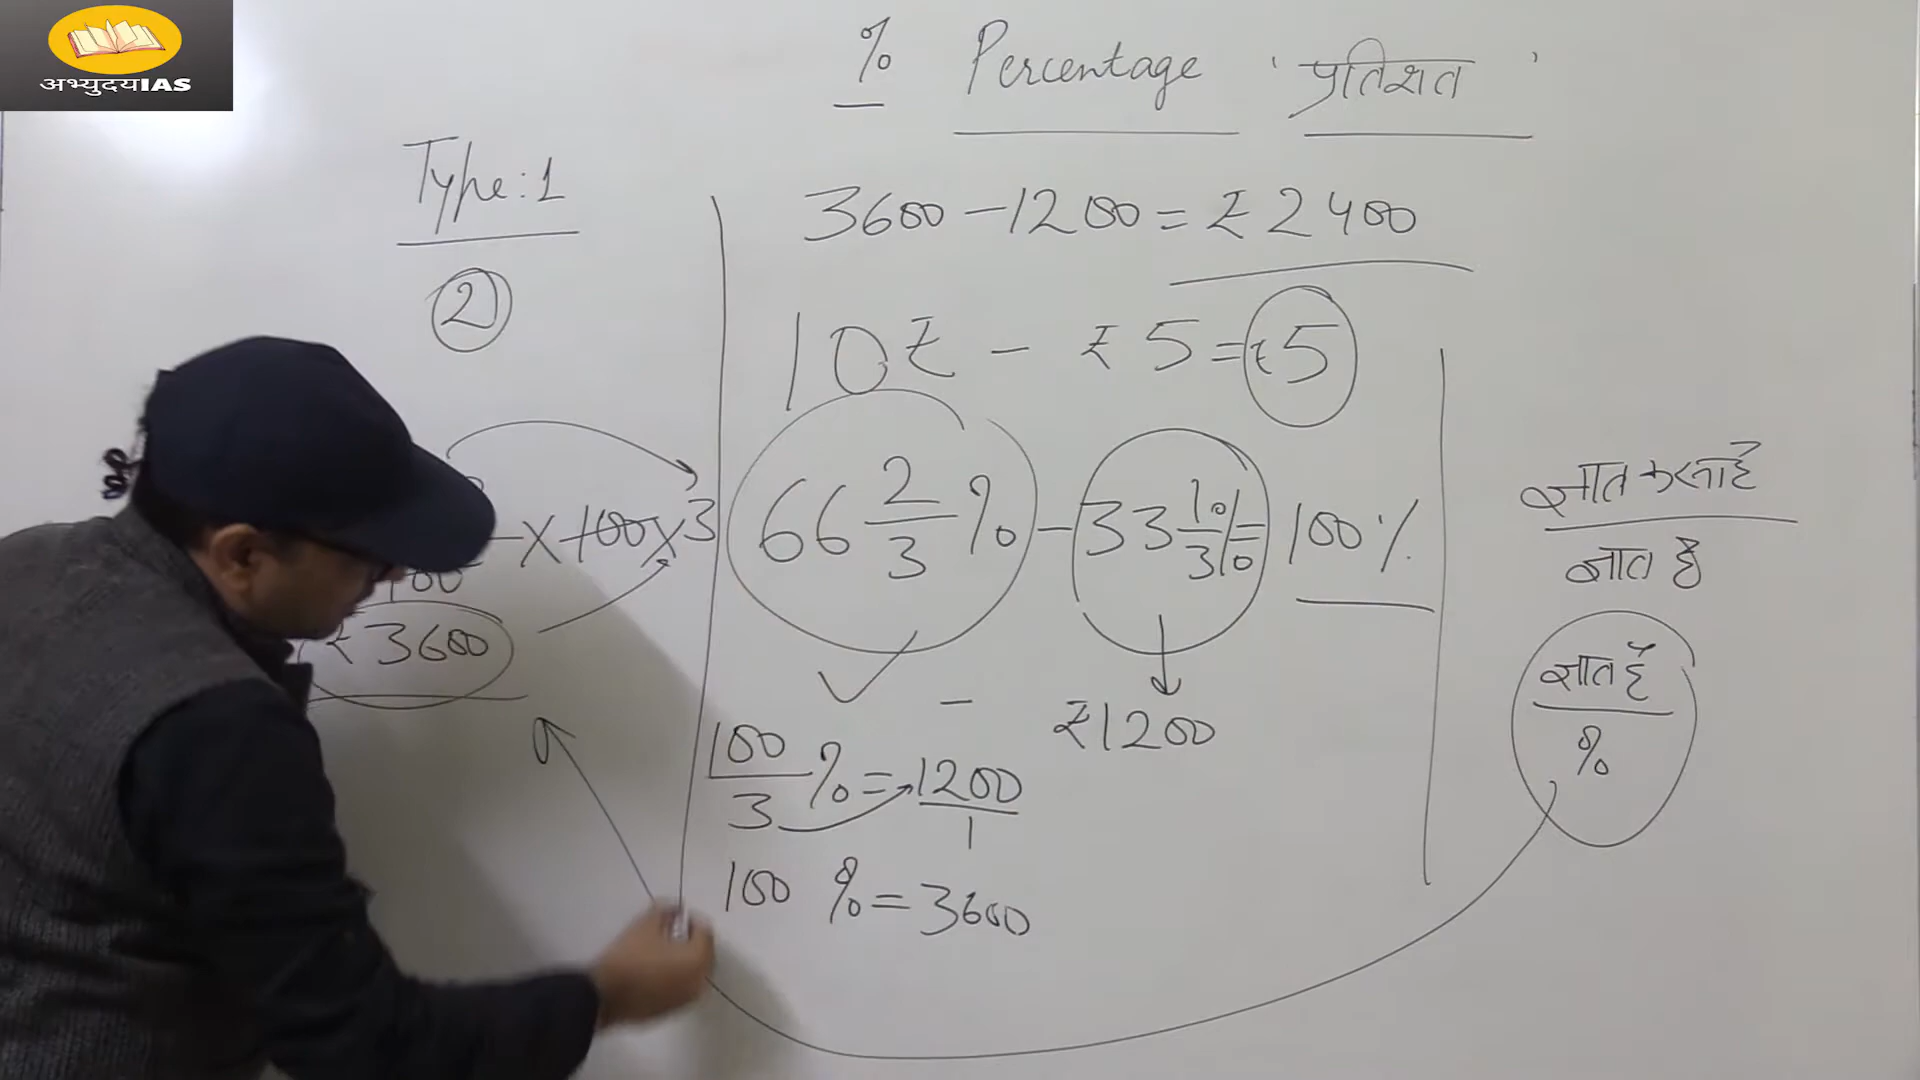 अभ्युदयIAS
% Percentage 'प्रतिशत'
Type:1
②
x 100 x 3
₹3600
3600 - 1200 = ₹2400
10₹ - ₹5 = ₹5
66 2/3 % - 33 1/3 % = 100%
- ₹1200
100/3 % = 1200/1
100 % = 3600
ज्ञात करना है
ज्ञात है
ज्ञात है
%